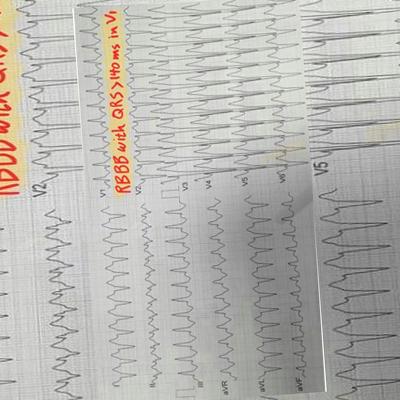 RBBB with QRS >
V2
V1
RBBB with QRS > 140 ms in V1
V2
V3
V4
V5
V6
V5
II
III
aVR
aVL
aVF